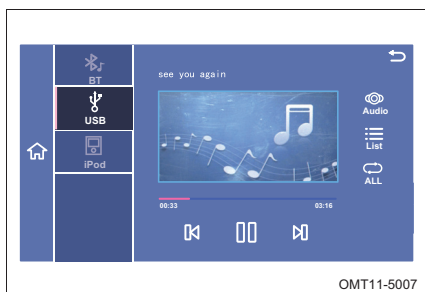 BT
USB
iPod
see you again
Audio
List
ALL
00:33
03:16
OMT11-5007